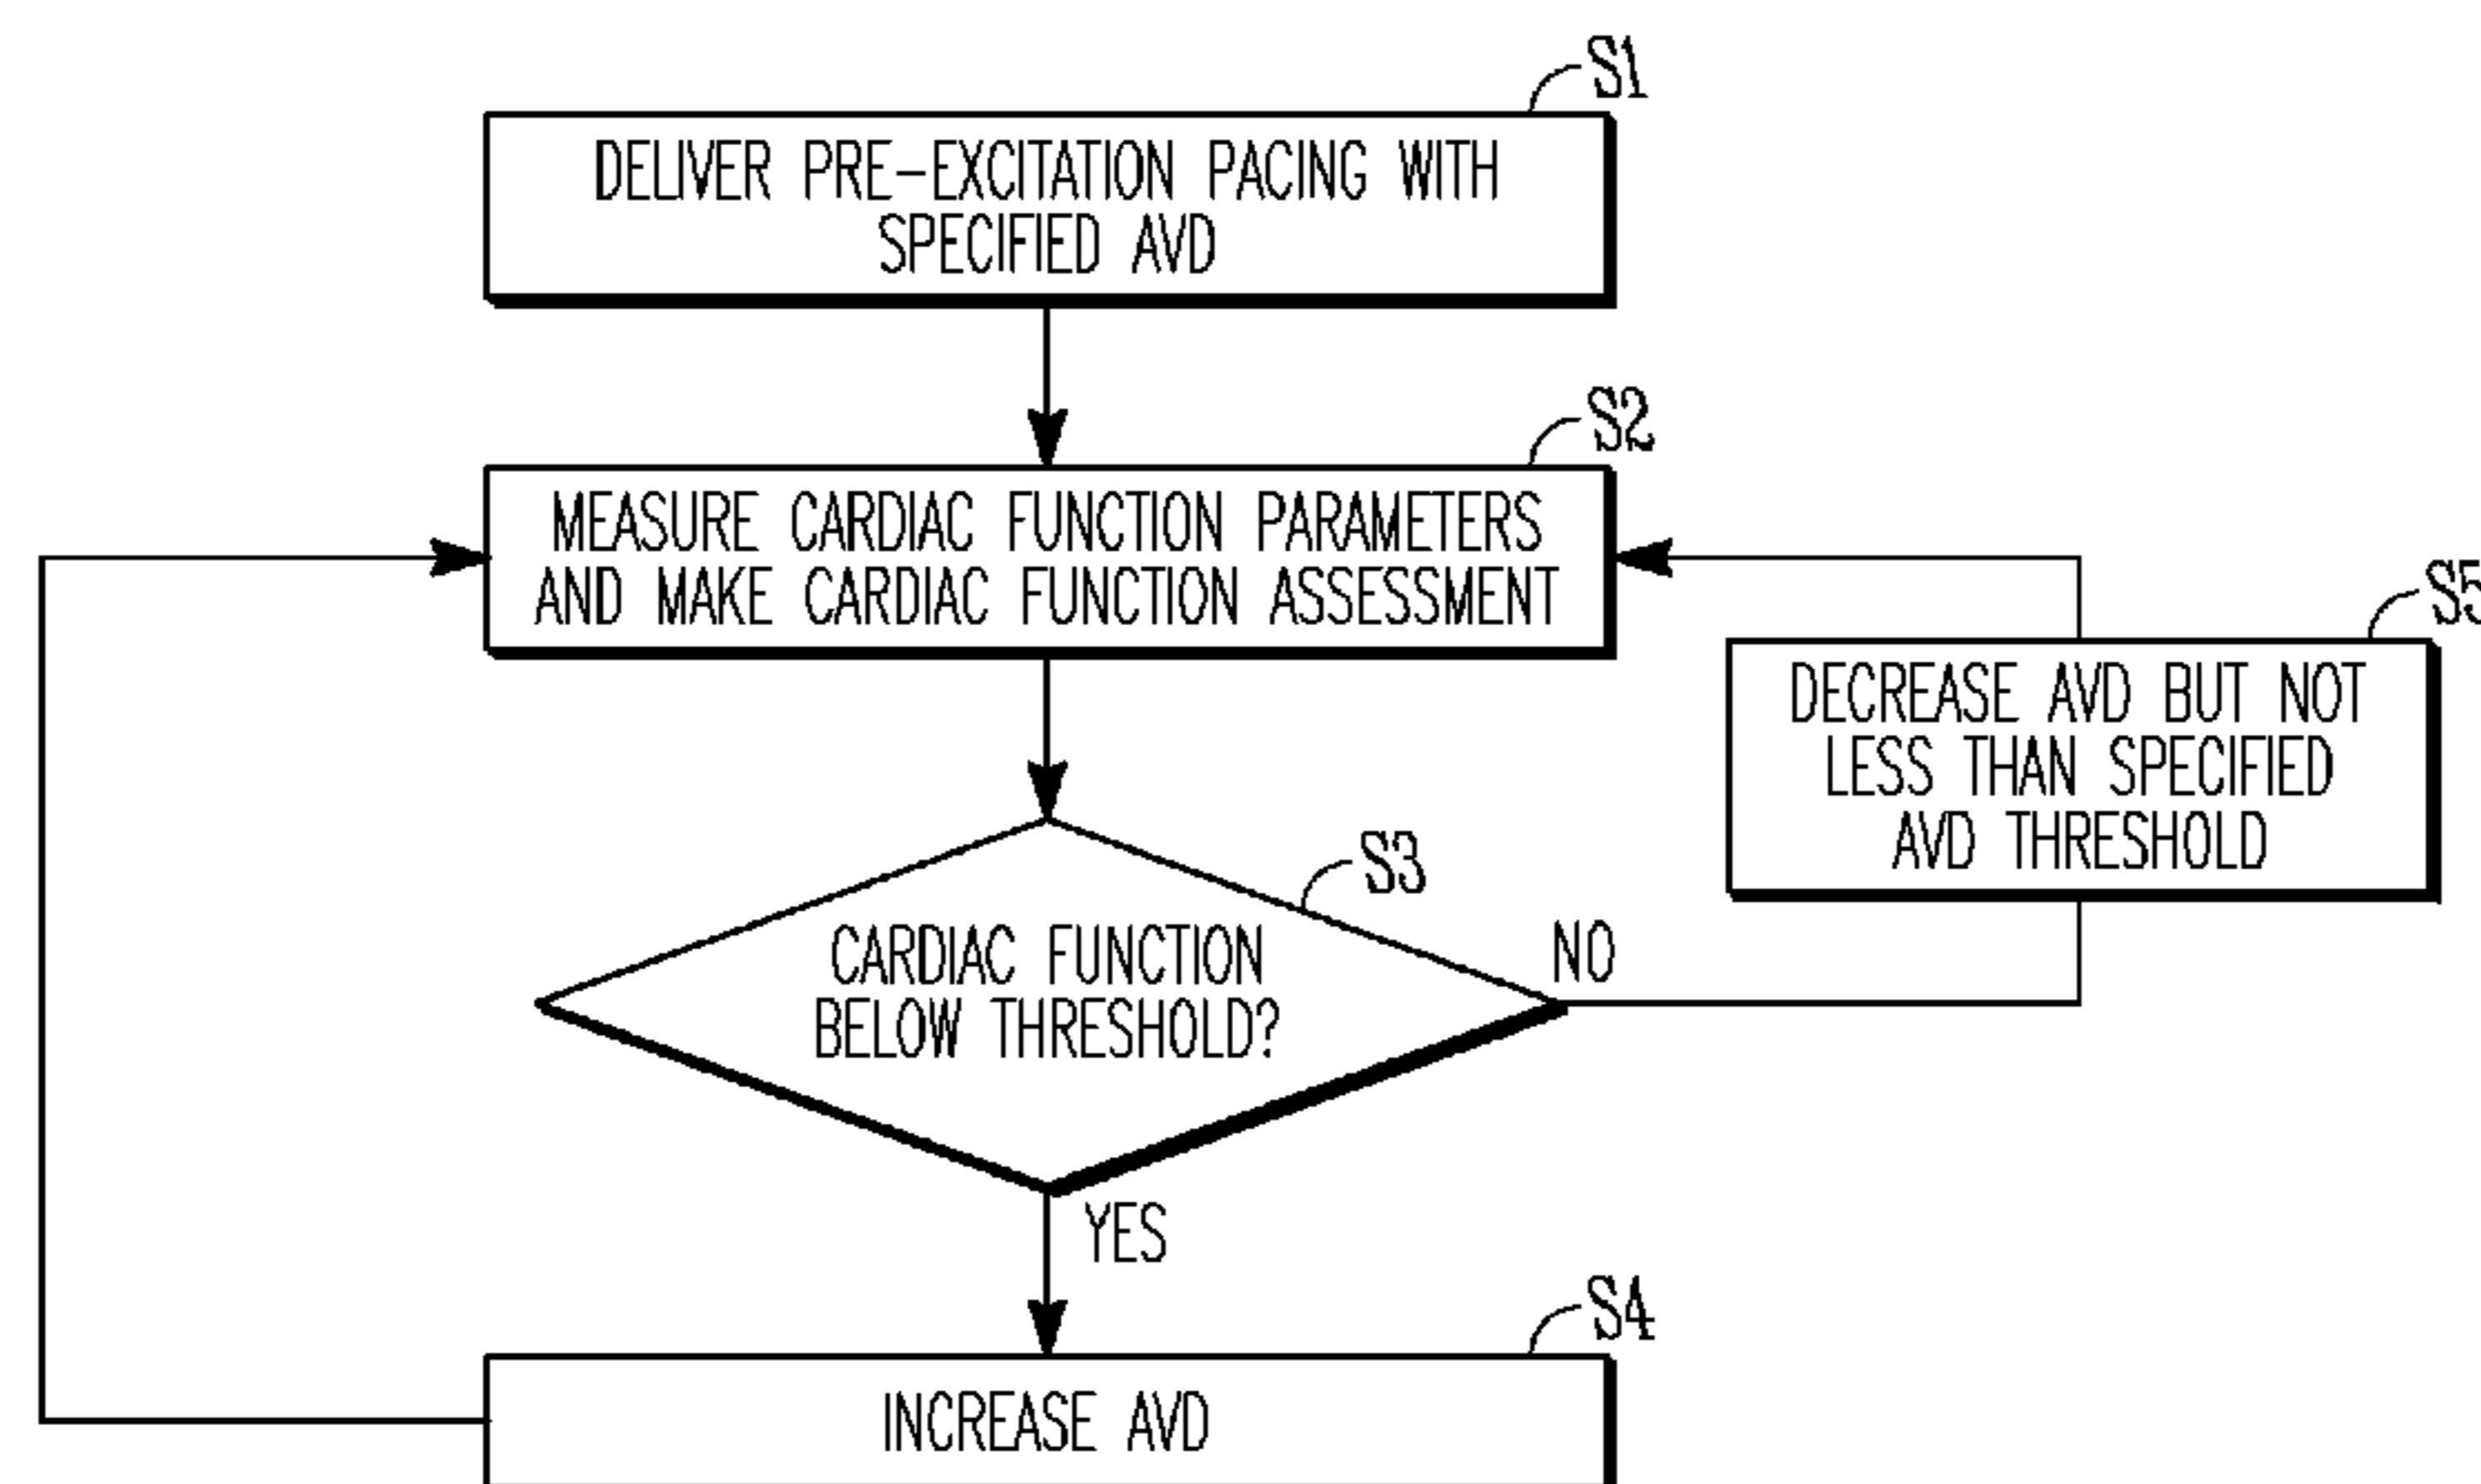 S1
DELIVER PRE-EXCITATION PACING WITH
SPECIFIED AVD
S2
MEASURE CARDIAC FUNCTION PARAMETERS
AND MAKE CARDIAC FUNCTION ASSESSMENT
S5
DECREASE AVD BUT NOT
LESS THAN SPECIFIED
AVD THRESHOLD
S3
CARDIAC FUNCTION
BELOW THRESHOLD?
NO
YES
S4
INCREASE AVD